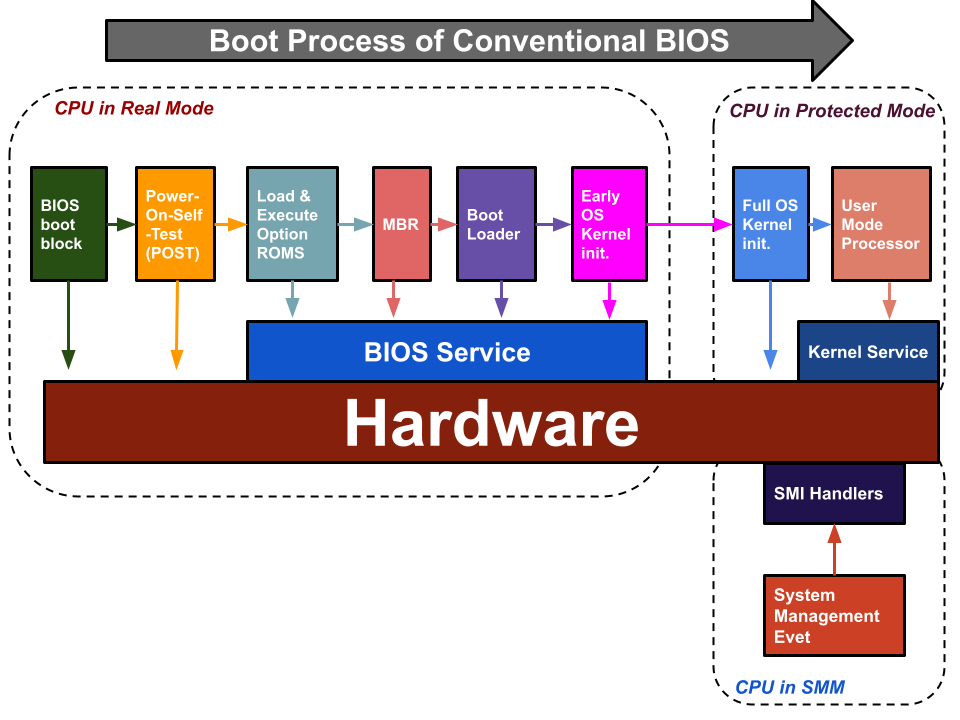 Boot Process of Conventional BIOS
CPU in Real Mode
CPU in Protected Mode
BIOS
boot
block
Power-
On-Self
-Test
(POST)
Load &
Execute
Option
ROMS
MBR
Boot
Loader
Early
OS
Kernel
init.
Full OS
Kernel
init.
User
Mode
Processor
BIOS Service
Kernel Service
Hardware
SMI Handlers
System
Management
Evet
CPU in SMM